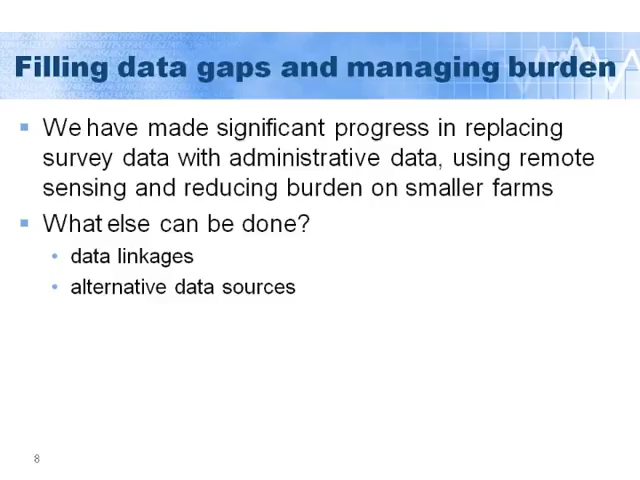 Filling data gaps and managing burden
We have made significant progress in replacing
survey data with administrative data, using remote
sensing and reducing burden on smaller farms
What else can be done?
data linkages
alternative data sources
8